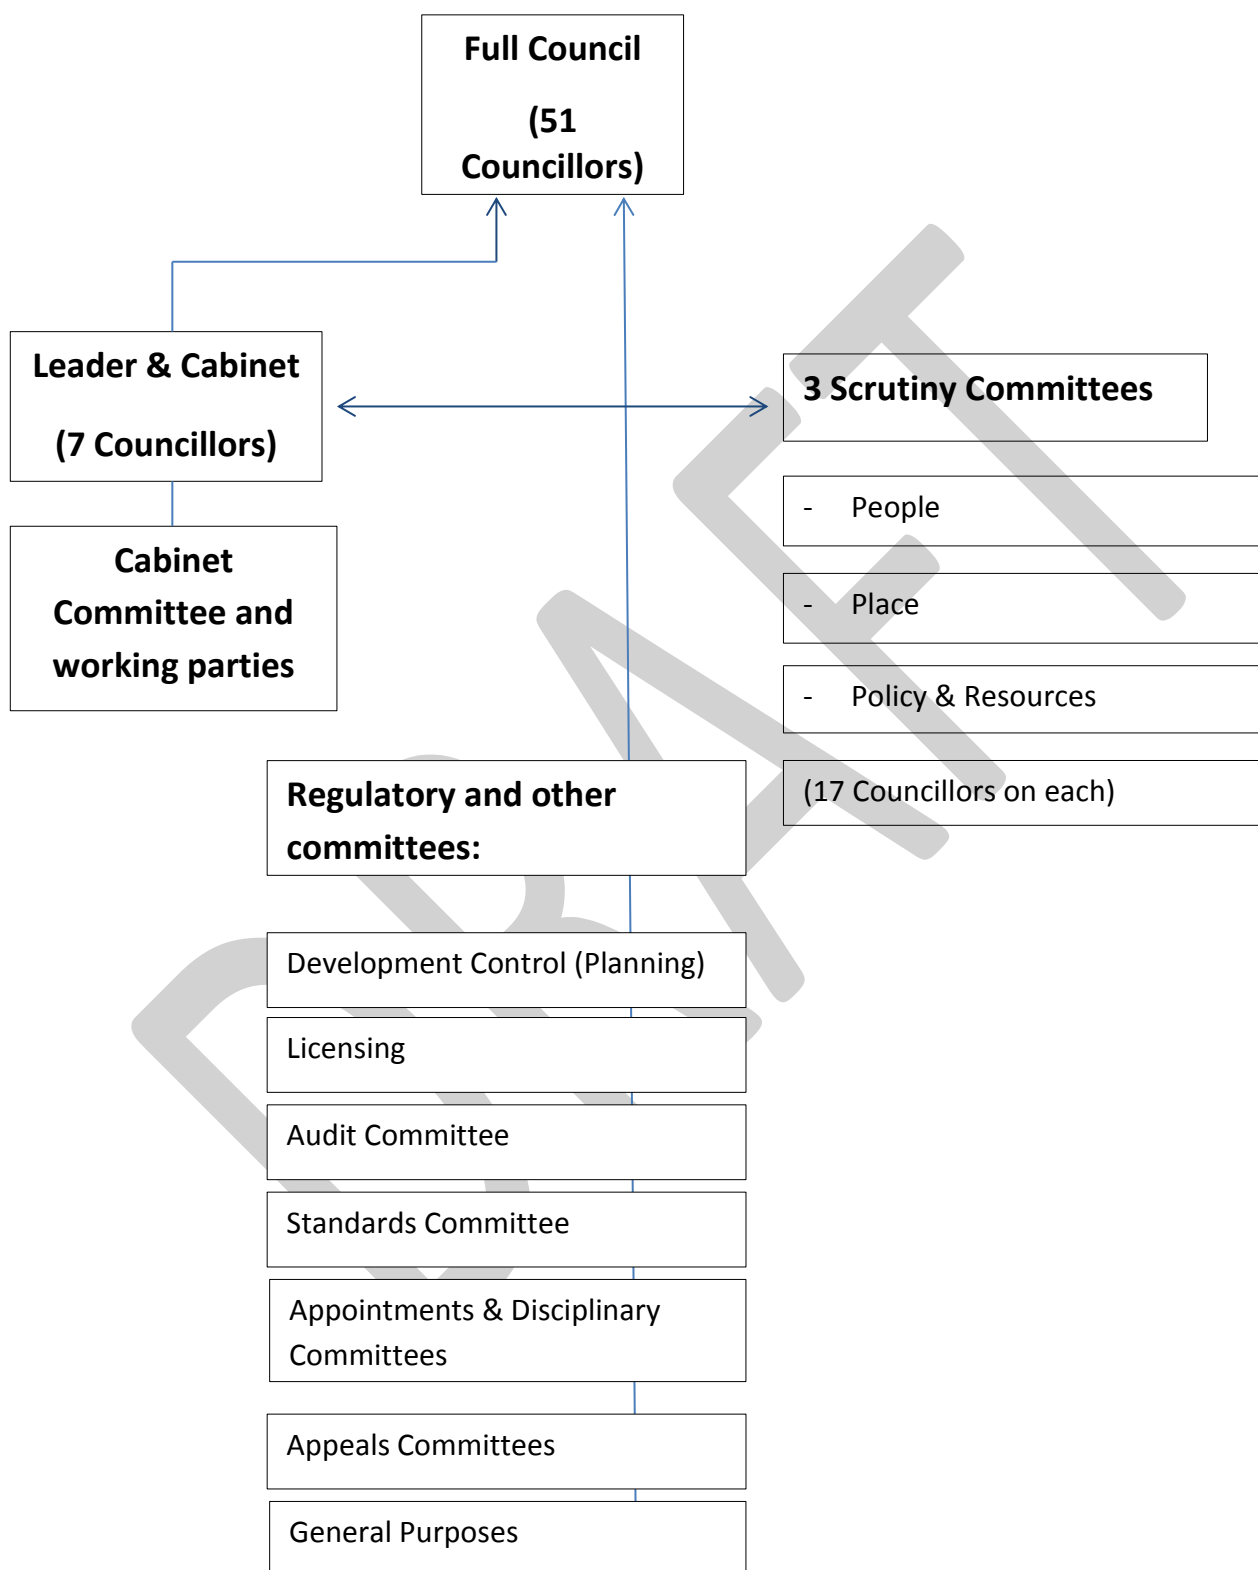 Full Council
(51
Councillors)
Leader & Cabinet
(7 Councillors)
3 Scrutiny Committees
- People
- Place
- Policy & Resources
(17 Councillors on each)
Cabinet
Committee and
working parties
Regulatory and other
committees:
Development Control (Planning)
Licensing
Audit Committee
Standards Committee
Appointments & Disciplinary
Committees
Appeals Committees
General Purposes
DRAFT